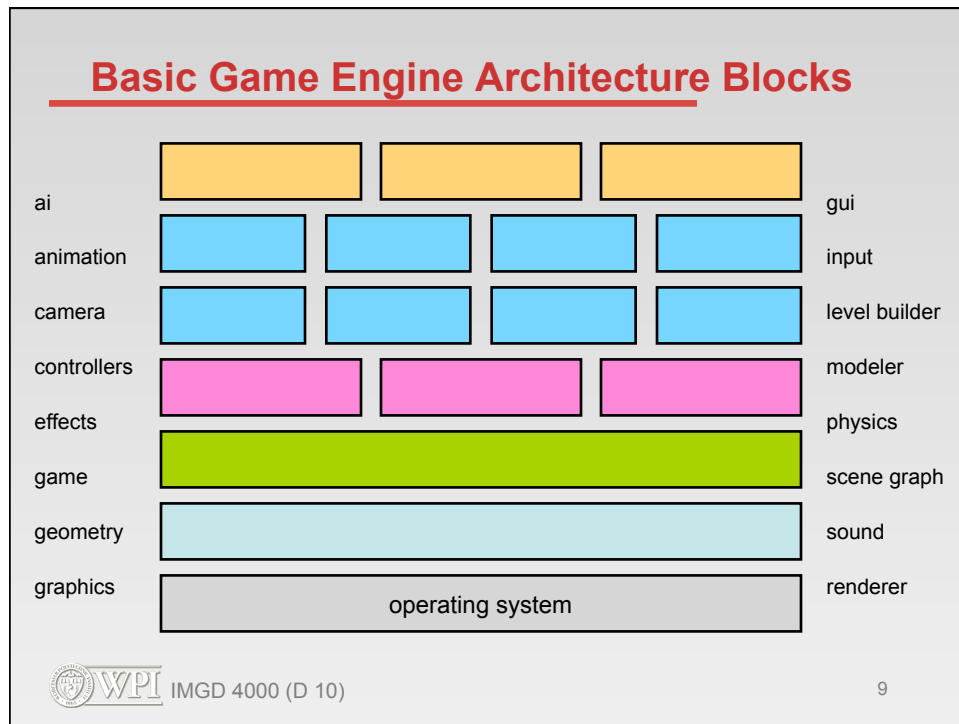 Basic Game Engine Architecture Blocks
ai
animation
camera
controllers
effects
game
geometry
graphics
gui
input
level builder
modeler
physics
scene graph
sound
renderer
operating system
WPI IMGD 4000 (D 10)
9